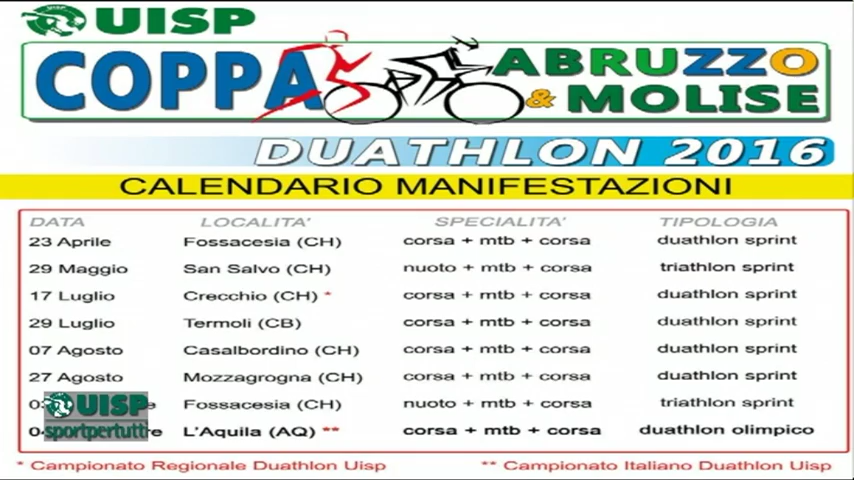 UISP
COPPA ABRUZZO
& MOLISE
DUATHLON 2016
CALENDARIO MANIFESTAZIONI
DATA LOCALITA' SPECIALITA' TIPOLOGIA
23 Aprile Fossacesia (CH) corsa + mtb + corsa duathlon sprint
29 Maggio San Salvo (CH) nuoto + mtb + corsa triathlon sprint
17 Luglio Crecchio (CH) * corsa + mtb + corsa duathlon sprint
29 Luglio Termoli (CB) corsa + mtb + corsa duathlon sprint
07 Agosto Casalbordino (CH) corsa + mtb + corsa duathlon sprint
27 Agosto Mozzagrogna (CH) corsa + mtb + corsa duathlon sprint
Fossacesia (CH) nuoto + mtb + corsa triathlon sprint
L'Aquila (AQ) ** corsa + mtb + corsa duathlon olimpico
UISP
sportpertutti
* Campionato Regionale Duathlon Uisp ** Campionato Italiano Duathlon Uisp